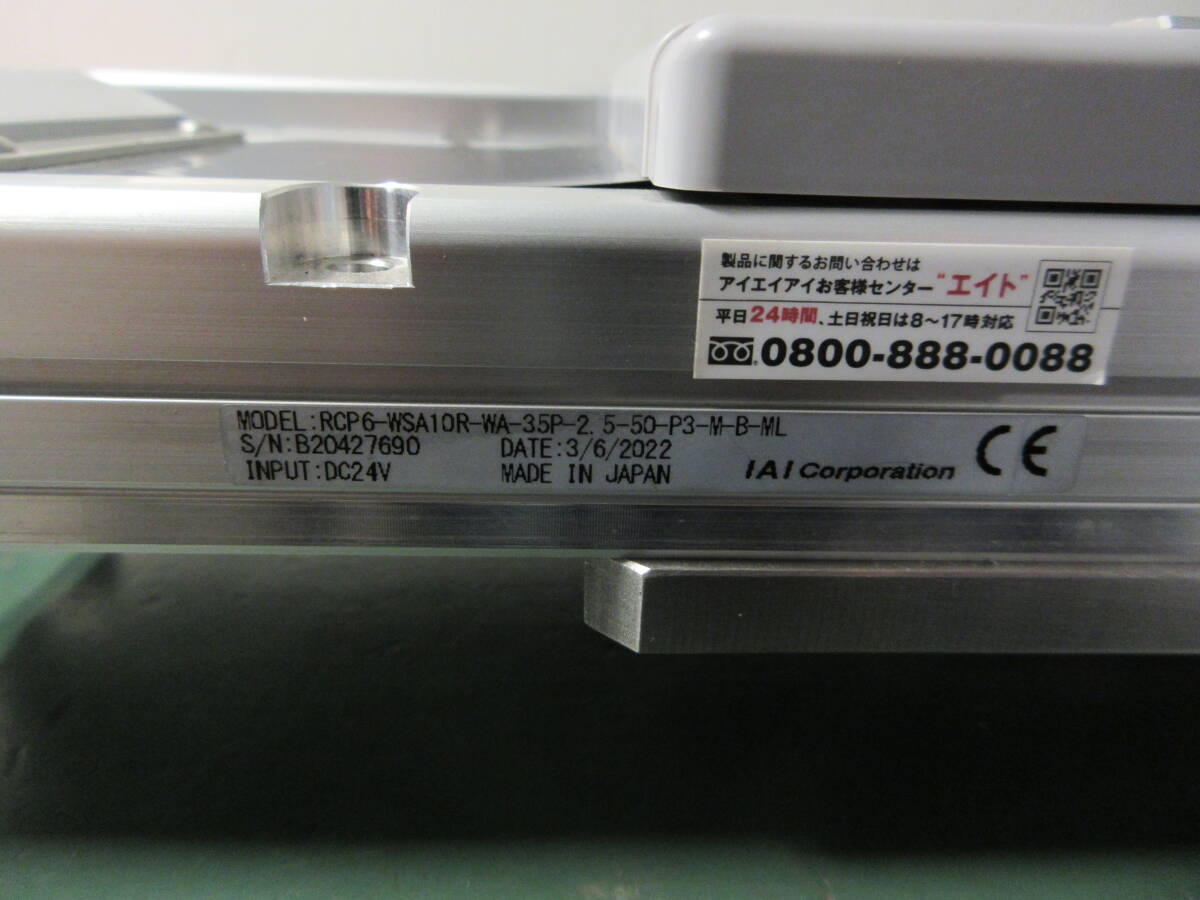 製品に関するお問い合わせは
アイエイアイお客様センター"エイト"
平日24時間、土日祝日は8〜17時対応
0800-888-0088
MODEL:RCP6-WSA10R-WA-35P-2.5-50-P3-M-B-ML
S/N:B20427690 DATE:3/6/2022
INPUT:DC24V MADE IN JAPAN IAI Corporation CE